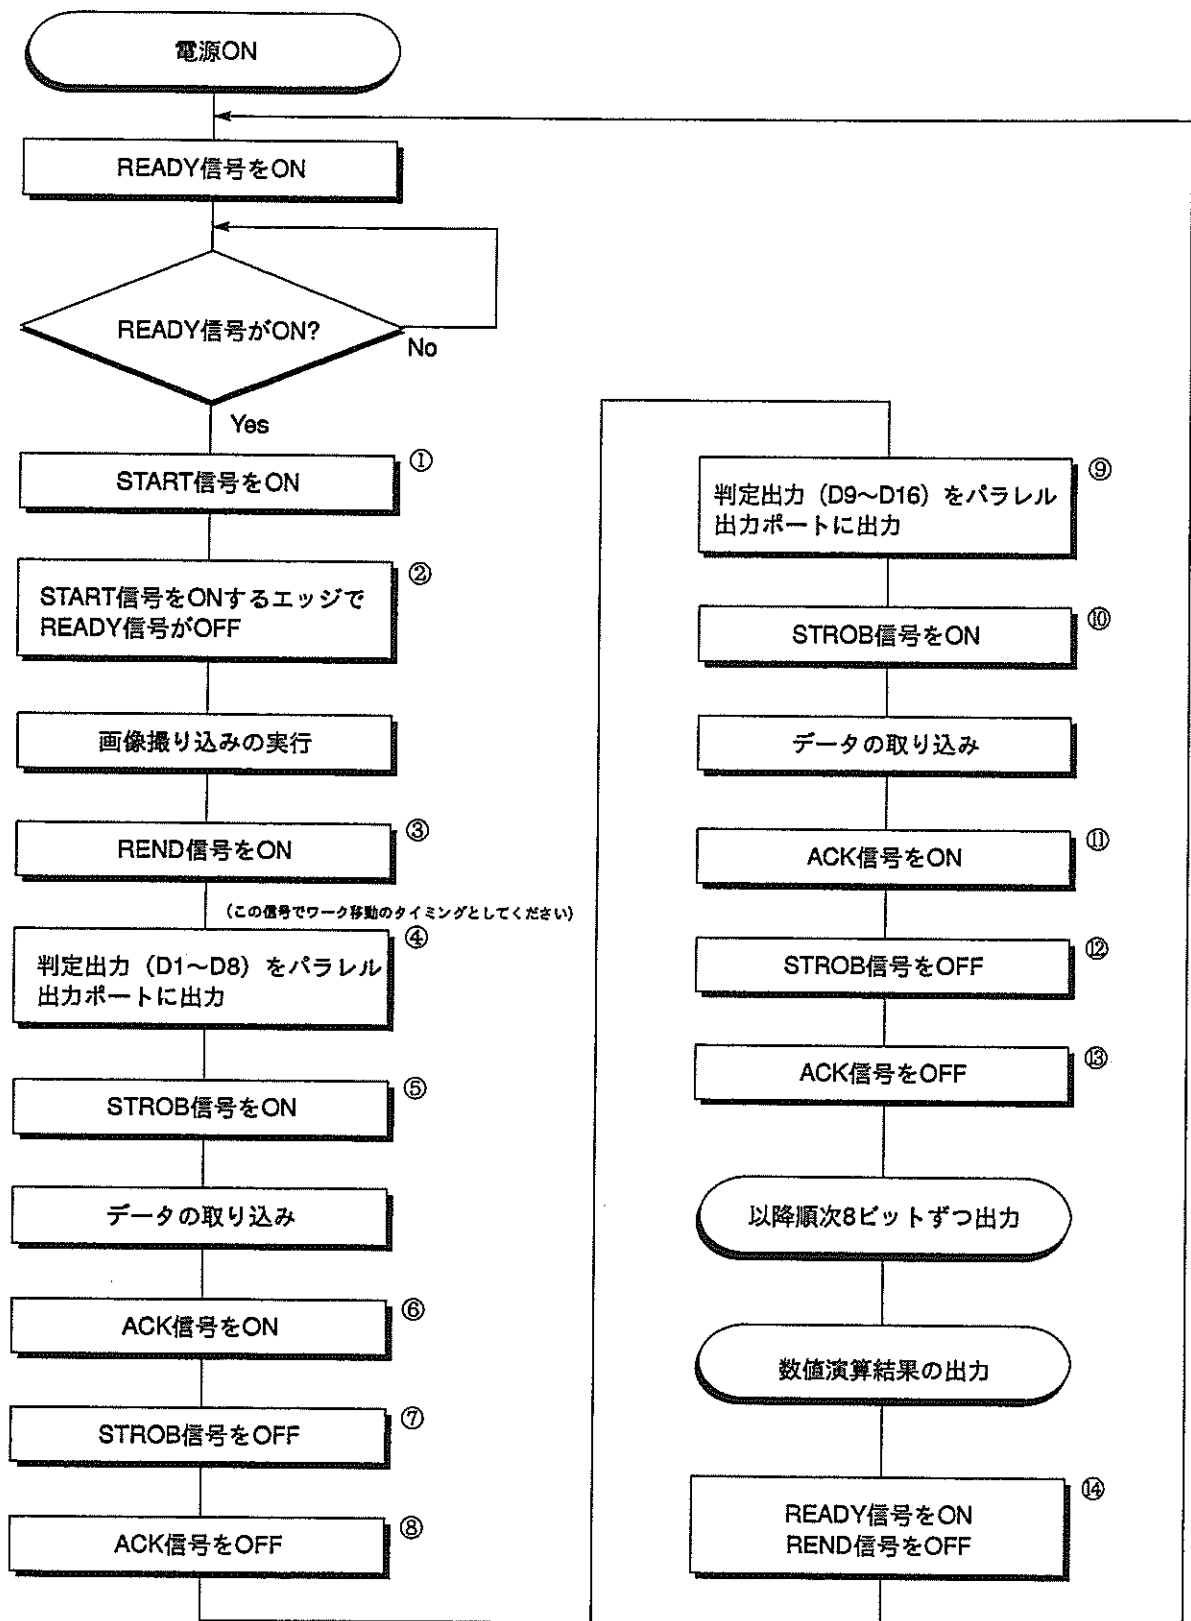 電源ON
READY信号をON
READY信号がON?
No
Yes
①
START信号をON
②
START信号をONするエッジで
READY信号がOFF
画像撮り込みの実行
③
REND信号をON
（この信号でワーク移動のタイミングとしてください）
④
判定出力（D1～D8）をパラレル
出力ポートに出力
⑤
STROB信号をON
データの取り込み
⑥
ACK信号をON
⑦
STROB信号をOFF
⑧
ACK信号をOFF
⑨
判定出力（D9～D16）をパラレル
出力ポートに出力
⑩
STROB信号をON
データの取り込み
⑪
ACK信号をON
⑫
STROB信号をOFF
⑬
ACK信号をOFF
以降順次8ビットずつ出力
数値演算結果の出力
⑭
READY信号をON
REND信号をOFF